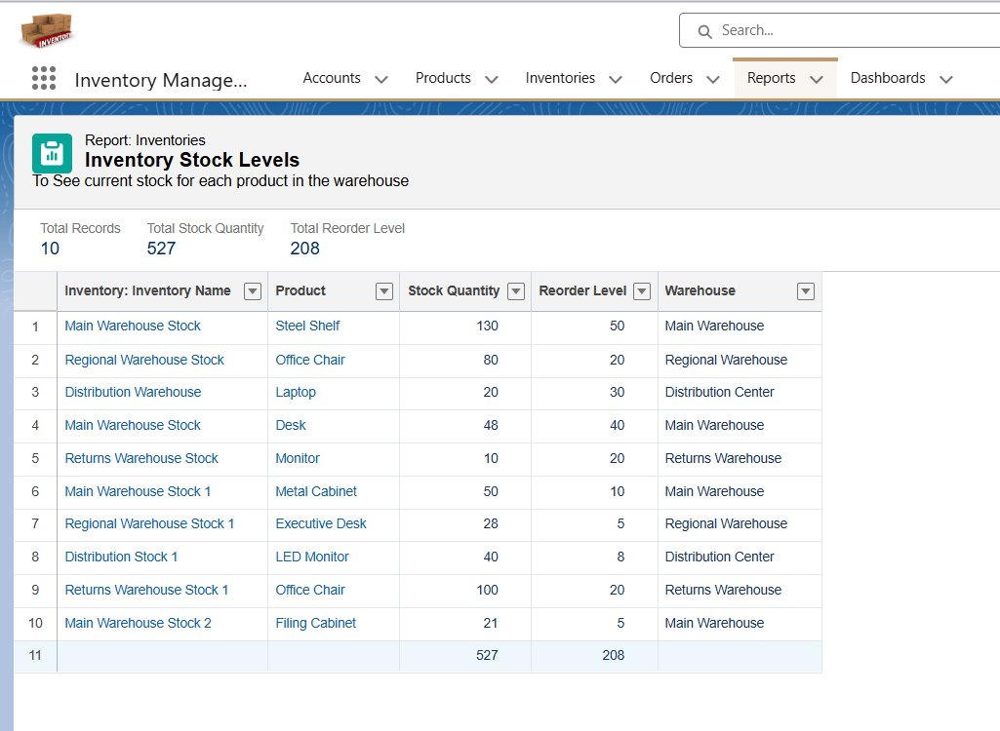 INVENTORY
Search...
Inventory Manage...
Accounts Products Inventories Orders Reports Dashboards
Report: Inventories
Inventory Stock Levels
To See current stock for each product in the warehouse
Total Records Total Stock Quantity Total Reorder Level
10 527 208
Inventory: Inventory Name Product Stock Quantity Reorder Level Warehouse
1 Main Warehouse Stock Steel Shelf 130 50 Main Warehouse
2 Regional Warehouse Stock Office Chair 80 20 Regional Warehouse
3 Distribution Warehouse Laptop 20 30 Distribution Center
4 Main Warehouse Stock Desk 48 40 Main Warehouse
5 Returns Warehouse Stock Monitor 10 20 Returns Warehouse
6 Main Warehouse Stock 1 Metal Cabinet 50 10 Main Warehouse
7 Regional Warehouse Stock 1 Executive Desk 28 5 Regional Warehouse
8 Distribution Stock 1 LED Monitor 40 8 Distribution Center
9 Returns Warehouse Stock 1 Office Chair 100 20 Returns Warehouse
10 Main Warehouse Stock 2 Filing Cabinet 21 5 Main Warehouse
11 527 208